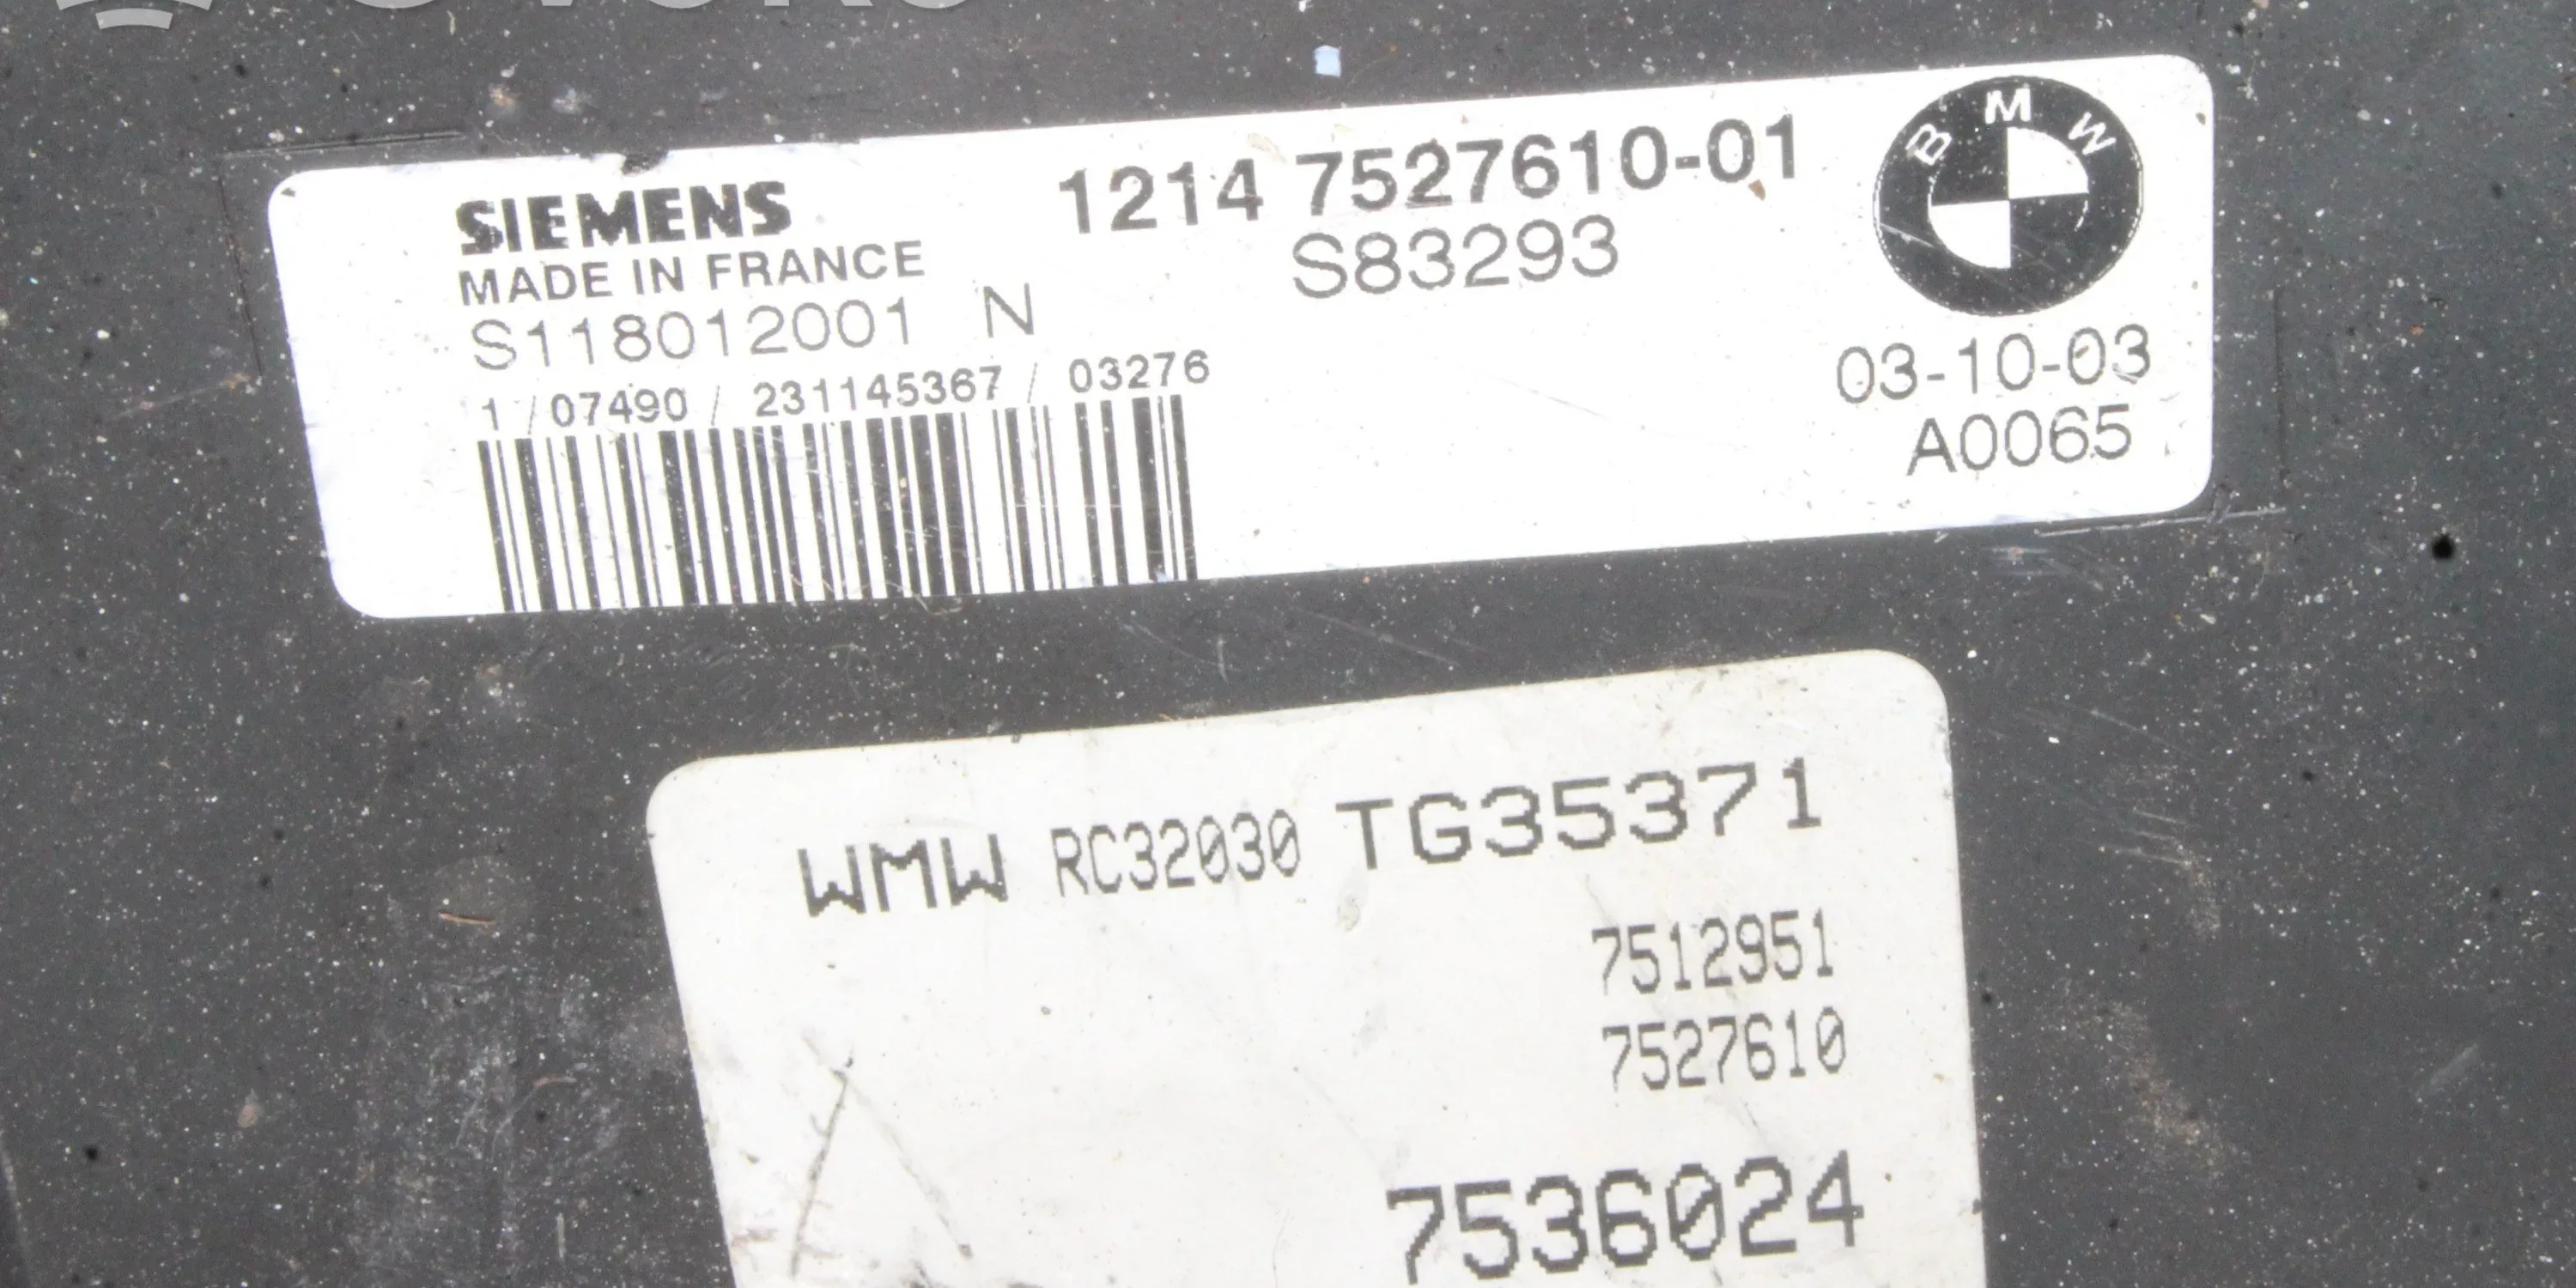 SIEMENS 1214 7527610-01
BMW
MADE IN FRANCE S83293
S118012001 N
03-10-03
1 / 07490 / 231145367 / 03276
A0065
WMW RC32030 TG35371
7512951
7527610
7536024